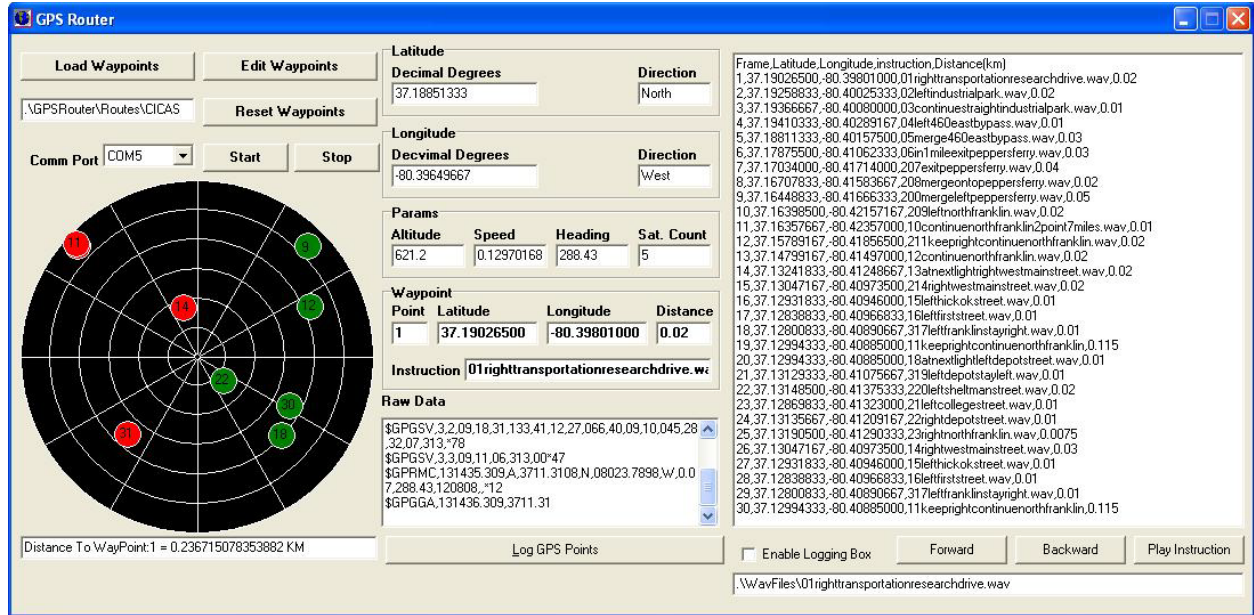 GPS Router
Load Waypoints
Edit Waypoints
.\GPSRouter\Routes\CICAS
Reset Waypoints
Comm Port
COM5
Start
Stop
11
9
14
12
22
30
31
18
Distance To WayPoint:1 = 0.236715078353882 KM
Latitude
Decimal Degrees
Direction
37.18851333
North
Longitude
Decvimal Degrees
Direction
-80.39649667
West
Params
Altitude
Speed
Heading
Sat. Count
621.2
0.12970168
288.43
5
Waypoint
Point
Latitude
Longitude
Distance
1
37.19026500
-80.39801000
0.02
Instruction
01righttransportationresearchdrive.wa
Raw Data
$GPGSV,3,2,09,18,31,133,41,12,27,066,40,09,10,045,28
,32,07,313,*78
$GPGSV,3,3,09,11,06,313,00*47
$GPRMC,131435.309,A,3711.3108,N,08023.7898,W,0.0
7,288.43,120808,,*12
$GPGGA,131436.309,3711.31
Log GPS Points
Frame,Latitude,Longitude,instruction,Distance(km)
1,37.19026500,-80.39801000,01righttransportationresearchdrive.wav,0.02
2,37.19258833,-80.40025333,02leftindustrialpark.wav,0.02
3,37.19366667,-80.40080000,03continuestraightindustrialpark.wav,0.01
4,37.19410333,-80.40289167,04left460eastbypass.wav,0.01
5,37.18811333,-80.40157500,05merge460eastbypass.wav,0.03
6,37.17875500,-80.41062333,06in1mileexitpeppersferry.wav,0.03
7,37.17034000,-80.41714000,207exitpeppersferry.wav,0.04
8,37.16707833,-80.41583667,208mergeontopeppersferry.wav,0.02
9,37.16448833,-80.41666333,208mergeleftpeppersferry.wav,0.05
10,37.16398500,-80.42157167,209leftnorthfranklin.wav,0.02
11,37.16357667,-80.42357000,10continuenorthfranklin2point7miles.wav,0.01
12,37.15789167,-80.41856500,211keeprightcontinuenorthfranklin.wav,0.02
13,37.14799167,-80.41497000,12continuenorthfranklin.wav,0.02
14,37.13241833,-80.41248667,13atnextlightrightwestmainstreet.wav,0.02
15,37.13047167,-80.40973500,214rightwestmainstreet.wav,0.02
16,37.12931833,-80.40946000,15lefthickokstreet.wav,0.01
17,37.12838833,-80.40966833,16leftfirststreet.wav,0.01
18,37.12800833,-80.40890667,317leftfranklinstayright.wav,0.01
19,37.12994333,-80.40885000,11keeprightcontinuenorthfranklin,0.115
20,37.12994333,-80.40885000,18atnextlightleftdepotstreet.wav,0.01
21,37.13129333,-80.41075667,319leftdepotstayleft.wav,0.01
22,37.13148500,-80.41375333,220leftsheltmanstreet.wav,0.02
23,37.12869833,-80.41323000,21leftcollegestreet.wav,0.01
24,37.13135667,-80.41209167,22rightdepotstreet.wav,0.01
25,37.13190500,-80.41290333,23rightnorthfranklin.wav,0.0075
26,37.13047167,-80.40973500,14rightwestmainstreet.wav,0.03
27,37.12931833,-80.40946000,15lefthickokstreet.wav,0.01
28,37.12838833,-80.40966833,16leftfirststreet.wav,0.01
29,37.12800833,-80.40890667,317leftfranklinstayright.wav,0.01
30,37.12994333,-80.40885000,11keeprightcontinuenorthfranklin,0.115
Enable Logging Box
Forward
Backward
Play Instruction
.\WavFiles\01righttransportationresearchdrive.wav